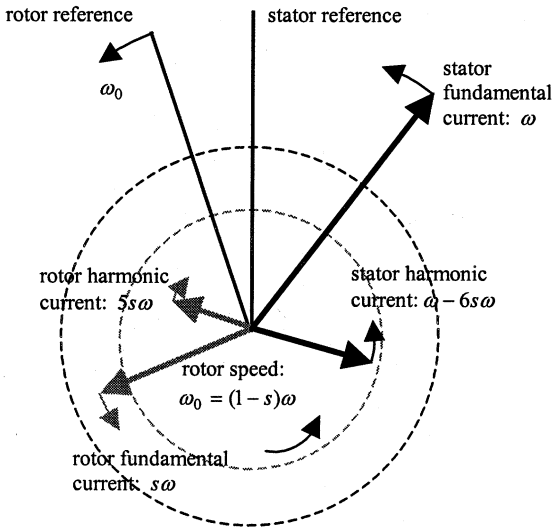 rotor reference
stator reference
ω₀
stator
fundamental
current: ω
rotor harmonic
current: 5sω
stator harmonic
current: ω − 6sω
rotor speed:
ω₀ = (1 − s)ω
rotor fundamental
current: sω